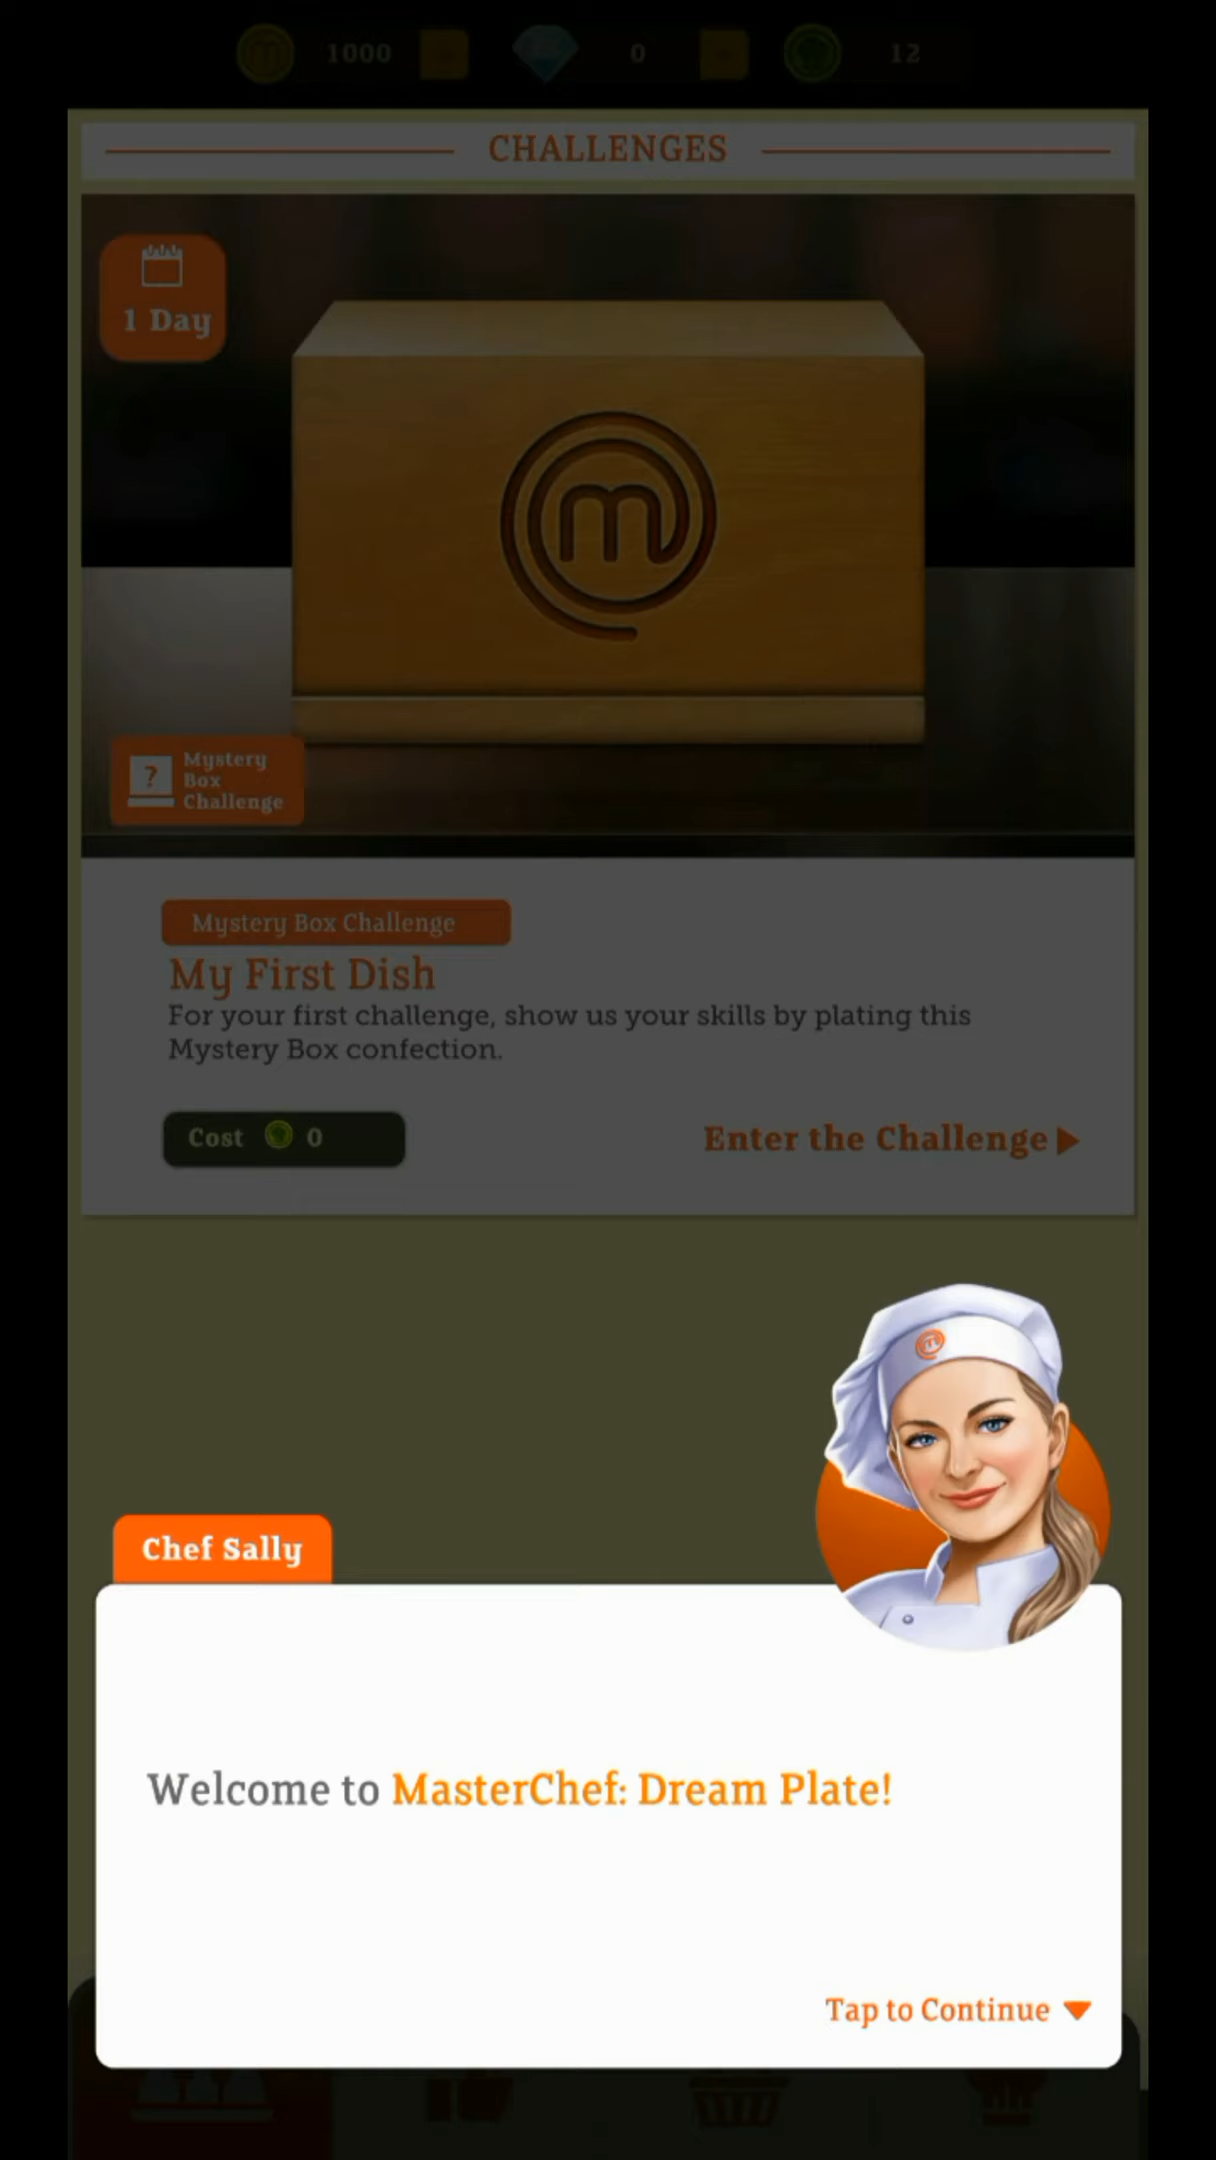 1000 0 12
CHALLENGES
1 Day
m
Mystery
Box
Challenge
?
Mystery Box Challenge
My First Dish
For your first challenge, show us your skills by plating this
Mystery Box confection.
Cost 0
Enter the Challenge
Chef Sally
Welcome to MasterChef: Dream Plate!
Tap to Continue